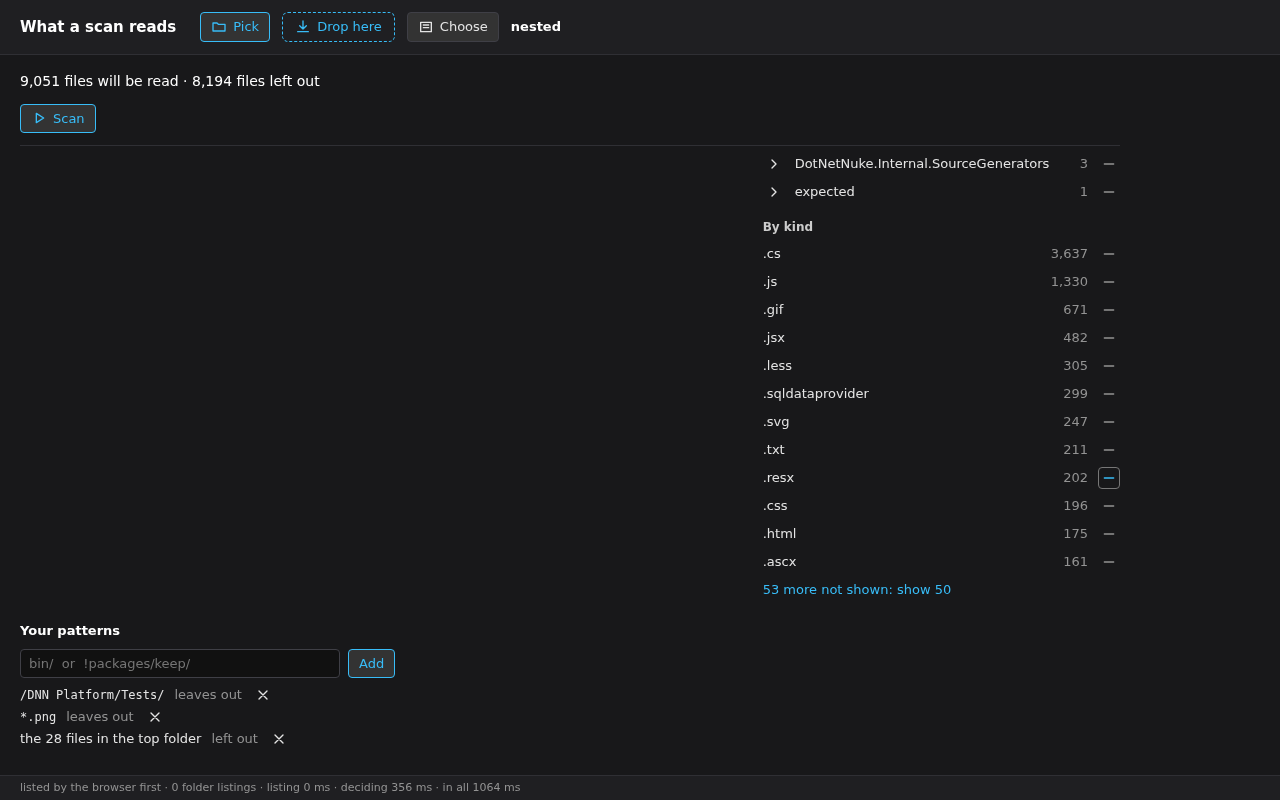 What a scan reads Pick Drop here Choose nested
9,051 files will be read · 8,194 files left out
Scan
DotNetNuke.Internal.SourceGenerators 3
expected 1
By kind
.cs 3,637
.js 1,330
.gif 671
.jsx 482
.less 305
.sqldataprovider 299
.svg 247
.txt 211
.resx 202
.css 196
.html 175
.ascx 161
53 more not shown: show 50
Your patterns
bin/ or !packages/keep/ Add
/DNN Platform/Tests/ leaves out
*.png leaves out
the 28 files in the top folder left out
listed by the browser first · 0 folder listings · listing 0 ms · deciding 356 ms · in all 1064 ms